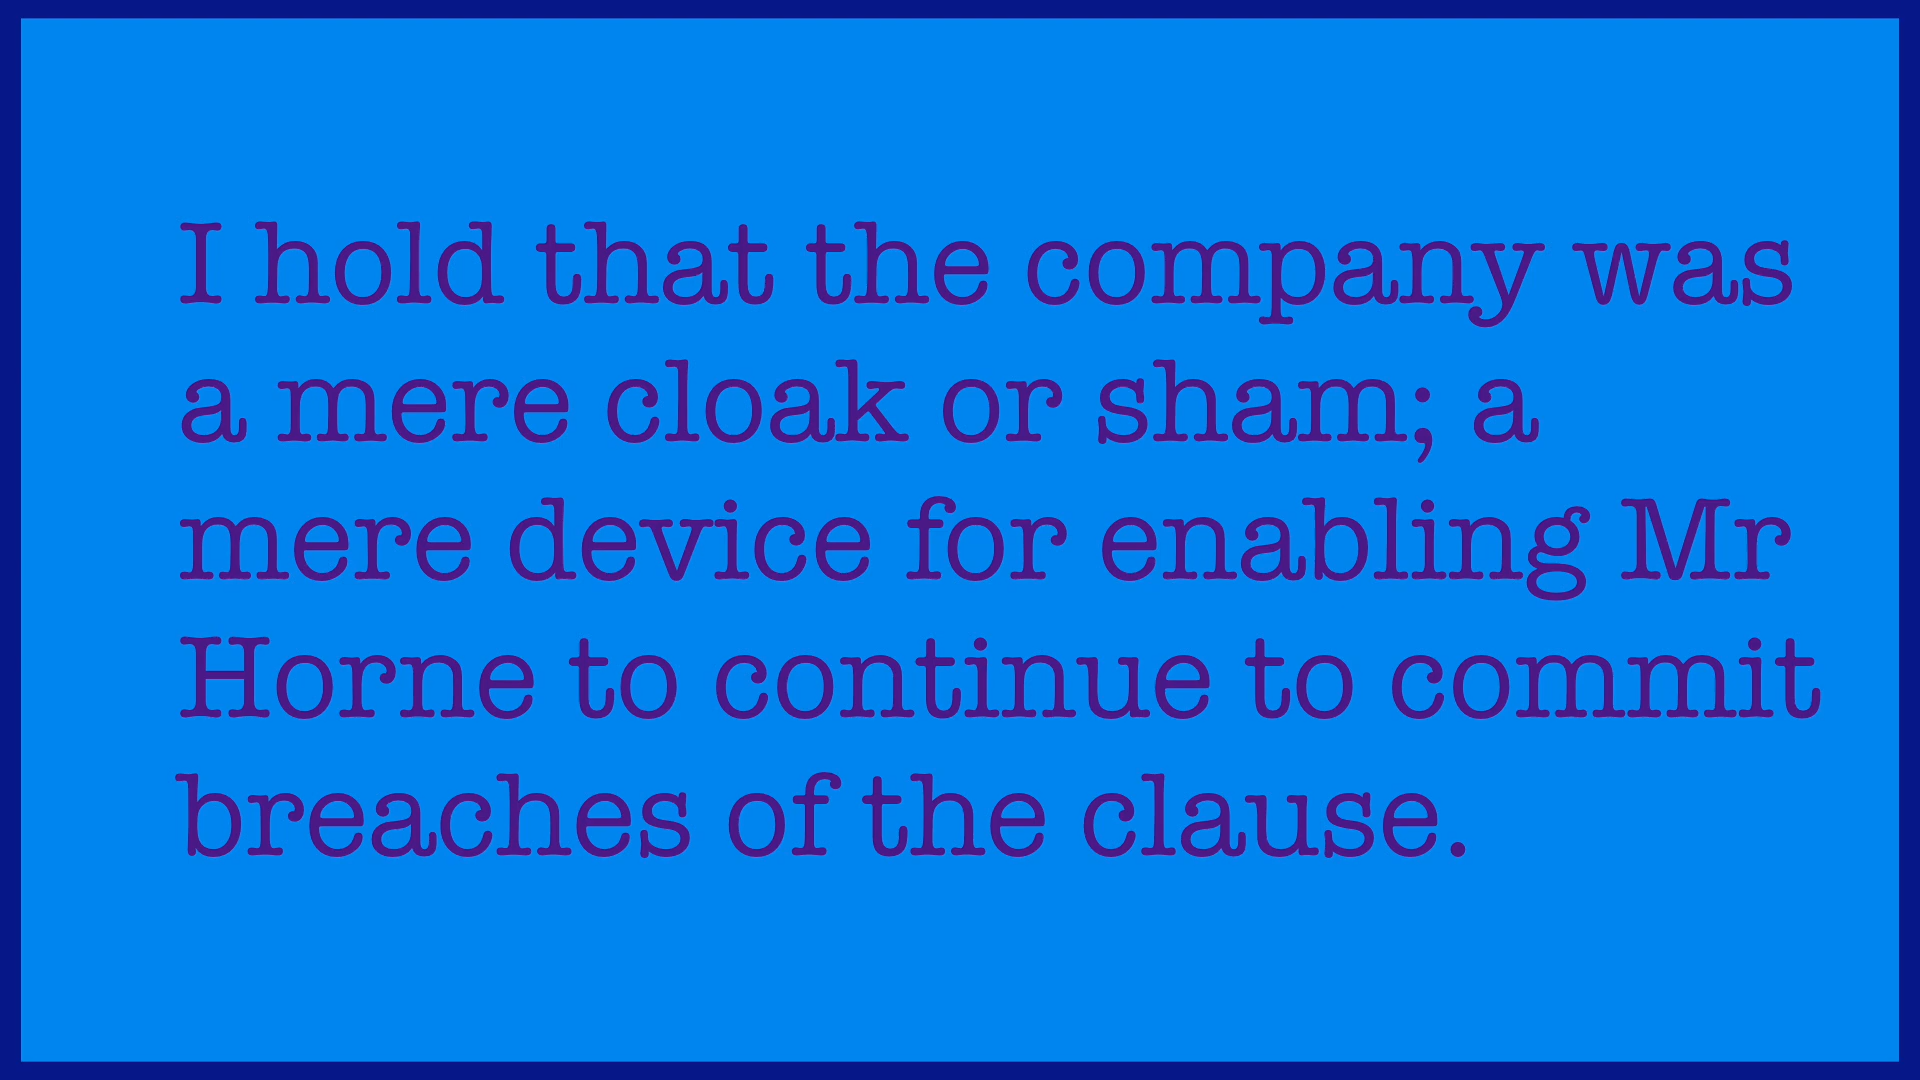 I hold that the company was
a mere cloak or sham; a
mere device for enabling Mr
Horne to continue to commit
breaches of the clause.